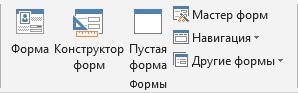 Форма
Конструктор
форм
Пустая
форма
Мастер форм
Навигация
Другие формы
Формы